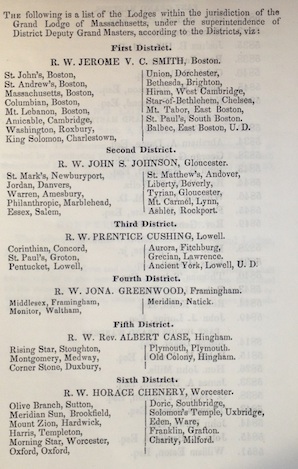 THE following is a list of the Lodges within the jurisdiction of the
Grand Lodge of Massachusetts, under the superintendence of
District Deputy Grand Masters, according to the Districts, viz:
First District.
R. W. JEROME V. C. SMITH, Boston.
St. John's, Boston,
St. Andrew's, Boston,
Massachusetts, Boston,
Columbian, Boston,
Mt. Lebanon, Boston,
Amicable, Cambridge,
Washington, Roxbury,
King Solomon, Charlestown,
Union, Dorchester,
Bethesda, Brighton,
Hiram, West Cambridge,
Star-of-Bethlehem, Chelsea,
Mt. Tabor, East Boston,
St. Paul's, South Boston.
Balbec, East Boston, U. D.
Second District.
R. W. JOHN S. JOHNSON, Gloncester.
St. Mark's, Newburyport,
Jordan, Danvers,
Warren, Amesbury,
Philanthropic, Marblehead,
Essex, Salem,
St. Matthew's, Andover,
Liberty, Beverly,
Tyrian, Gloucester,
Mt. Carmel, Lynn,
Ashler, Rockport.
Third District.
R. W. PRENTICE CUSHING, Lowell.
Corinthian, Concord,
St. Paul's, Groton,
Pentucket, Lowell,
Aurora, Fitchburg,
Grecian, Lawrence.
Ancient York, Lowell, U. D.
Fourth District.
R. W. JONA. GREENWOOD, Framingham.
Middlesex, Framingham,
Monitor, Waltham,
Meridian, Natick.
Fifth District.
R. W. Rev. ALBERT CASE, Hingham.
Rising Star, Stoughton,
Montgomery, Medway,
Corner Stone, Duxbury,
Plymouth, Plymouth.
Old Colony, Hingham.
Sixth District.
R. W. HORACE CHENERY, Worcester.
Olive Branch, Sutton,
Meridian Sun, Brookfield,
Mount Zion, Hardwick,
Harris, Templeton,
Morning Star, Worcester,
Oxford, Oxford,
Doric, Southbridge,
Solomon's Temple, Uxbridge,
Eden, Ware,
Franklin, Grafton.
Charity, Milford.